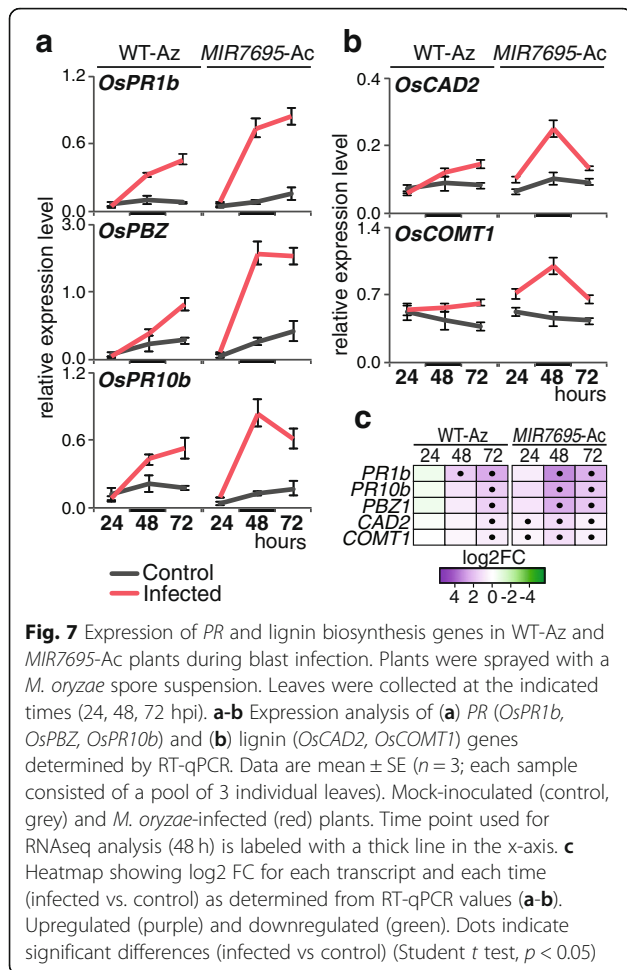 a
b
WT-Az MIR7695-Ac
WT-Az MIR7695-Ac
relative expression level
OsPR1b
1.2
0.6
0.0
OsPBZ
3.0
1.0
0.0
OsPR10b
1.2
0.6
0.0
24 48 72 24 48 72
hours
Control
Infected
relative expression level
OsCAD2
0.4
0.2
0.0
OsCOMT1
1.4
0.7
0.0
24 48 72 24 48 72
hours
c
WT-Az MIR7695-Ac
24 48 72 24 48 72
PR1b
PR10b
PBZ1
CAD2
COMT1
log2FC
4 2 0 -2 -4
Fig. 7 Expression of PR and lignin biosynthesis genes in WT-Az and
MIR7695-Ac plants during blast infection. Plants were sprayed with a
M. oryzae spore suspension. Leaves were collected at the indicated
times (24, 48, 72 hpi). a-b Expression analysis of (a) PR (OsPR1b,
OsPBZ, OsPR10b) and (b) lignin (OsCAD2, OsCOMT1) genes
determined by RT-qPCR. Data are mean ± SE (n = 3; each sample
consisted of a pool of 3 individual leaves). Mock-inoculated (control,
grey) and M. oryzae-infected (red) plants. Time point used for
RNAseq analysis (48 h) is labeled with a thick line in the x-axis. c
Heatmap showing log2 FC for each transcript and each time
(infected vs. control) as determined from RT-qPCR values (a-b).
Upregulated (purple) and downregulated (green). Dots indicate
significant differences (infected vs control) (Student t test, p < 0.05)